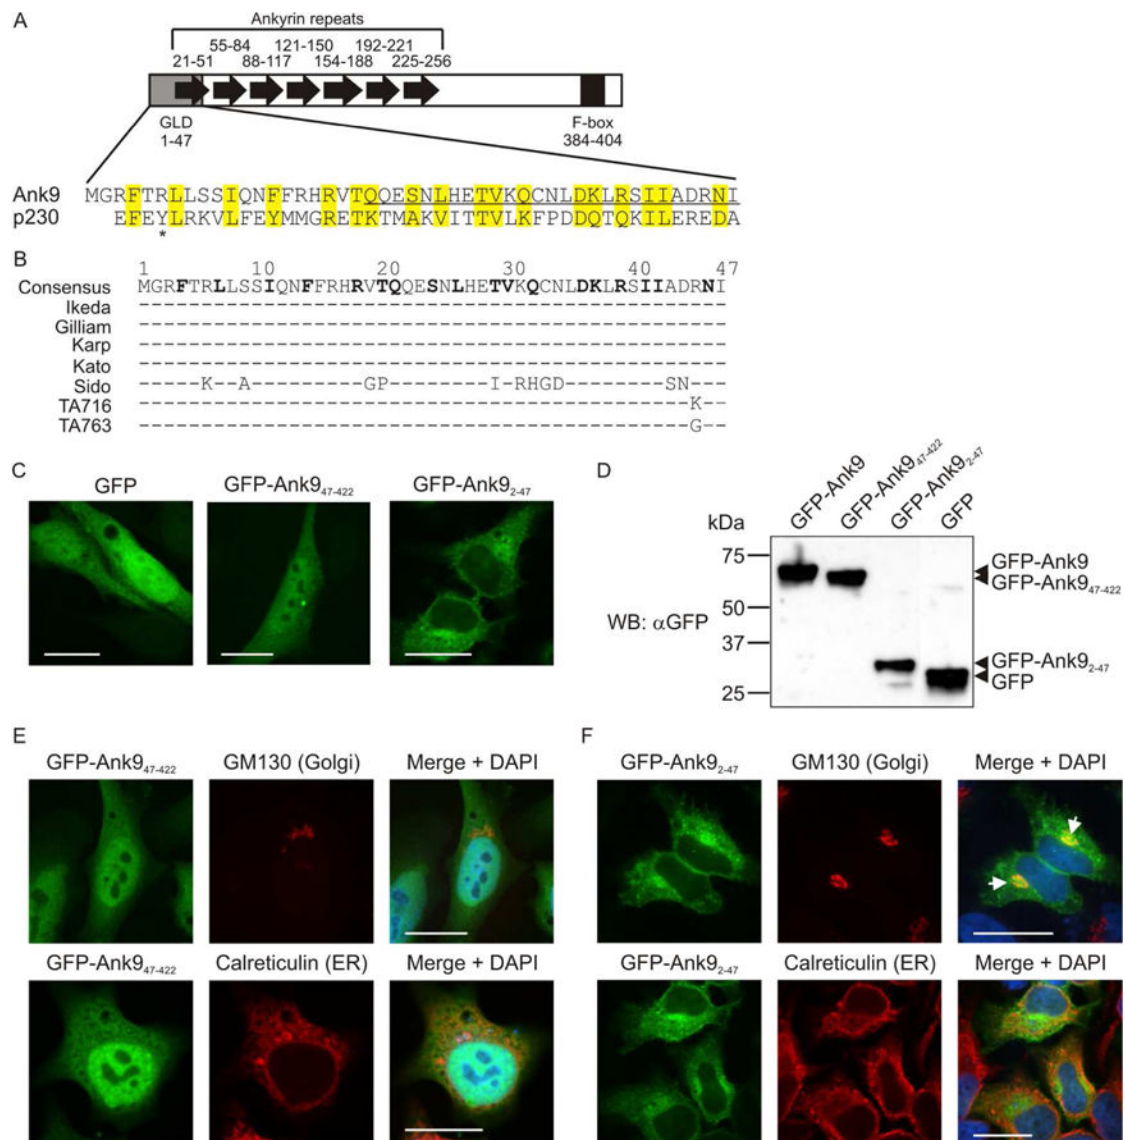 A
Ankyrin repeats
55-84 121-150 192-221
21-51 88-117 154-188 225-256
GLD
1-47
F-box
384-404
Ank9 MGRFTRLLSSIQNFFRHRVTQQESNLHETVKQCNLDKLRSIIADRNI
p230 EFEYLRKVLFEYMMGRETKTMAKVITTVLKFPDDQTQKILEREDA
*
B
1 10 20 30 40 47
Consensus MGRFTRLLSSIQNFFRHRVTQQESNLHETVKQCNLDKLRSIIADRNI
Ikeda -----------------------------------------------
Gilliam -----------------------------------------------
Karp -----------------------------------------------
Kato -----------------------------------------------
Sido -----K--A---------GP--------I-RHGD--------SN---
TA716 --------------------------------------------K--
TA763 --------------------------------------------G--
C
GFP GFP-Ank9₄₇₋₄₂₂ GFP-Ank9₂₋₄₇
D
GFP-Ank9 GFP-Ank9₄₇₋₄₂₂ GFP-Ank9₂₋₄₇ GFP
kDa
75
50
37
25
WB: αGFP
GFP-Ank9
GFP-Ank9₄₇₋₄₂₂
GFP-Ank9₂₋₄₇
GFP
E
GFP-Ank9₄₇₋₄₂₂ GM130 (Golgi) Merge + DAPI
GFP-Ank9₄₇₋₄₂₂ Calreticulin (ER) Merge + DAPI
F
GFP-Ank9₂₋₄₇ GM130 (Golgi) Merge + DAPI
GFP-Ank9₂₋₄₇ Calreticulin (ER) Merge + DAPI